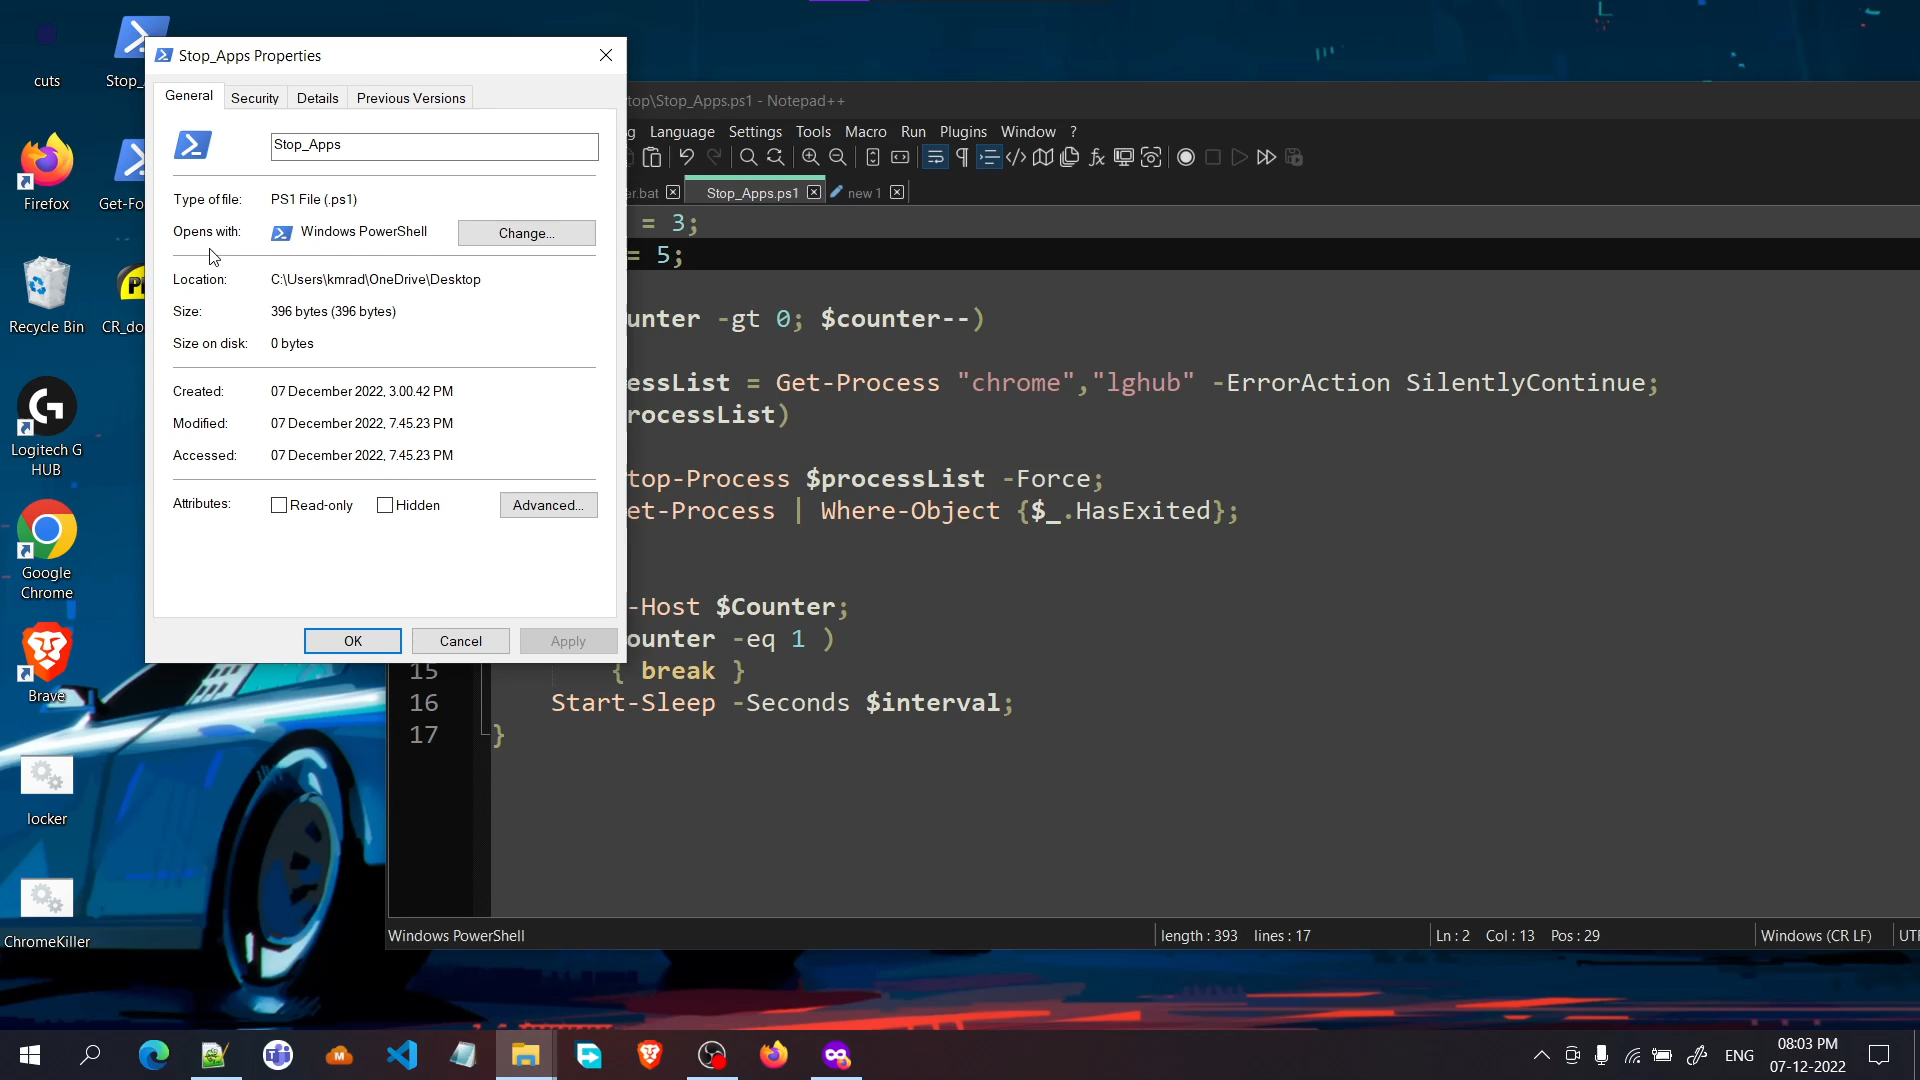 cuts
Stop_
Firefox
Get-Fo
Recycle Bin
CR_do
Logitech G
HUB
Google
Chrome
Brave
locker
ChromeKiller
Stop_Apps Properties
General
Security
Details
Previous Versions
Stop_Apps
Type of file:
PS1 File (.ps1)
Opens with:
Windows PowerShell
Change...
Location:
C:\Users\kmrad\OneDrive\Desktop
Size:
396 bytes (396 bytes)
Size on disk:
0 bytes
Created:
07 December 2022, 3.00.42 PM
Modified:
07 December 2022, 7.45.23 PM
Accessed:
07 December 2022, 7.45.23 PM
Attributes:
Read-only
Hidden
Advanced...
OK
Cancel
Apply
top\Stop_Apps.ps1 - Notepad++
g Language Settings Tools Macro Run Plugins Window ?
er.bat
Stop_Apps.ps1
new 1
= 3;
= 5;
unter -gt 0; $counter--)
essList = Get-Process "chrome","lghub" -ErrorAction SilentlyContinue;
rocessList)
top-Process $processList -Force;
et-Process | Where-Object {$_.HasExited};
-Host $Counter;
ounter -eq 1 )
15 { break }
16 Start-Sleep -Seconds $interval;
17 }
Windows PowerShell
length : 393 lines : 17
Ln : 2 Col : 13 Pos : 29
Windows (CR LF)
UTF
ENG
08:03 PM
07-12-2022